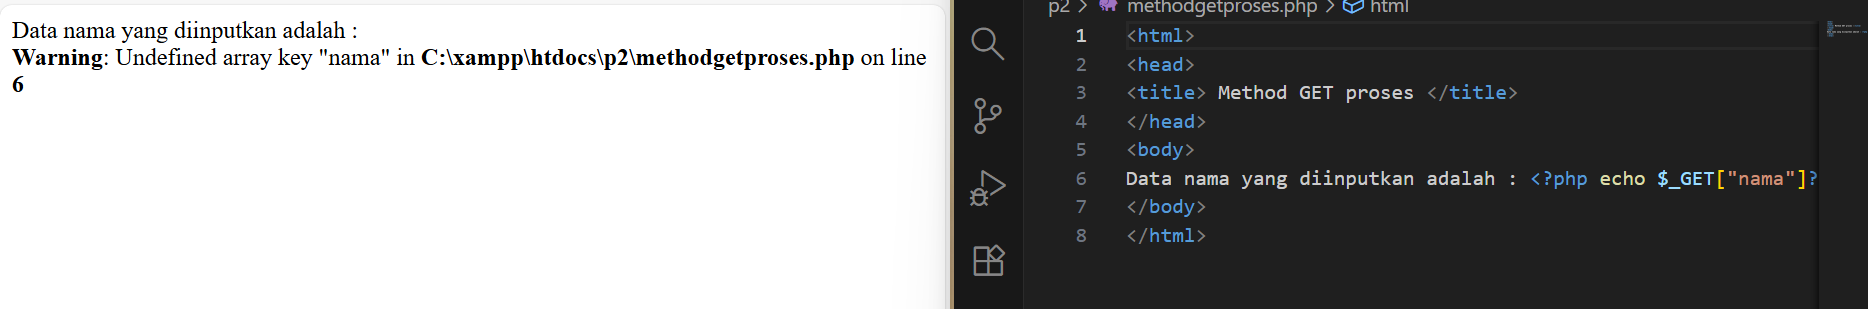 Data nama yang diinputkan adalah :
Warning: Undefined array key "nama" in C:\xampp\htdocs\p2\methodgetproses.php on line
6
p2 > methodgetproses.php > html
1 <html>
2 <head>
3 <title> Method GET proses </title>
4 </head>
5 <body>
6 Data nama yang diinputkan adalah : <?php echo $_GET["nama"]?
7 </body>
8 </html>